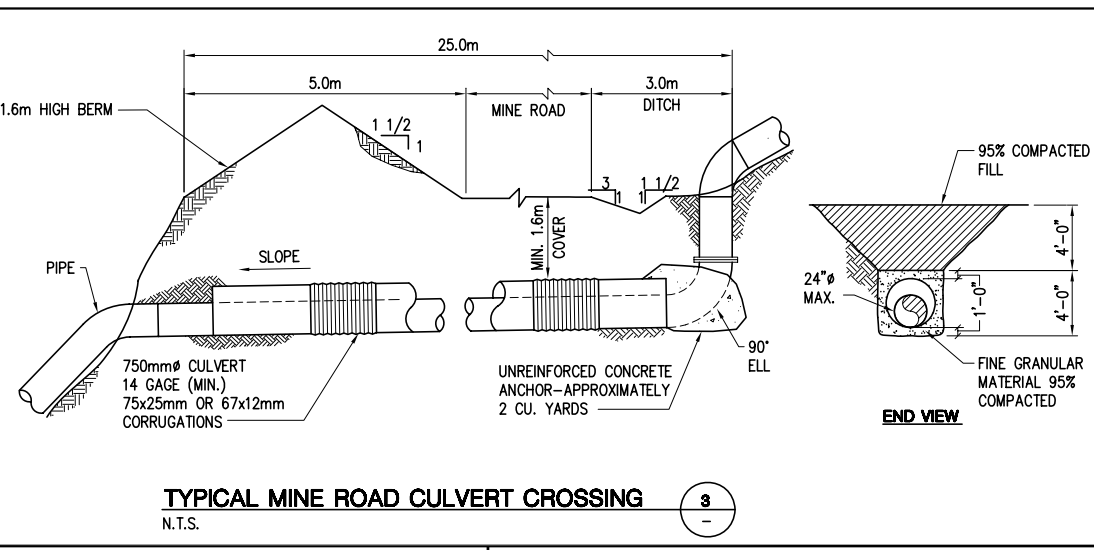 25.0m
5.0m
3.0m
MINE ROAD
DITCH
1.6m HIGH BERM
1 1/2
1
3
1
1
1 1/2
MIN. 1.6m
COVER
SLOPE
PIPE
750mmø CULVERT
14 GAGE (MIN.)
75x25mm OR 67x12mm
CORRUGATIONS
UNREINFORCED CONCRETE
ANCHOR-APPROXIMATELY
2 CU. YARDS
90°
ELL
95% COMPACTED
FILL
4'-0"
24"ø
MAX.
1'-0"
4'-0"
FINE GRANULAR
MATERIAL 95%
COMPACTED
END VIEW
TYPICAL MINE ROAD CULVERT CROSSING
3
-
N.T.S.